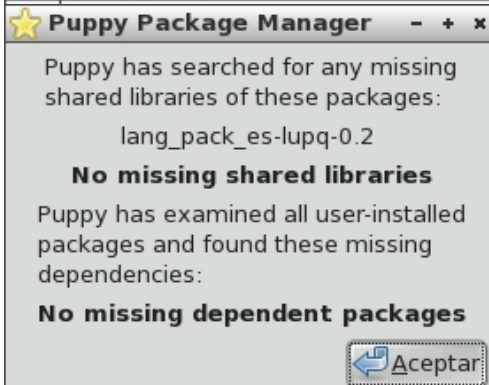 Puppy Package Manager
Puppy has searched for any missing
shared libraries of these packages:
lang_pack_es-lupq-0.2
No missing shared libraries
Puppy has examined all user-installed
packages and found these missing
dependencies:
No missing dependent packages
Aceptar